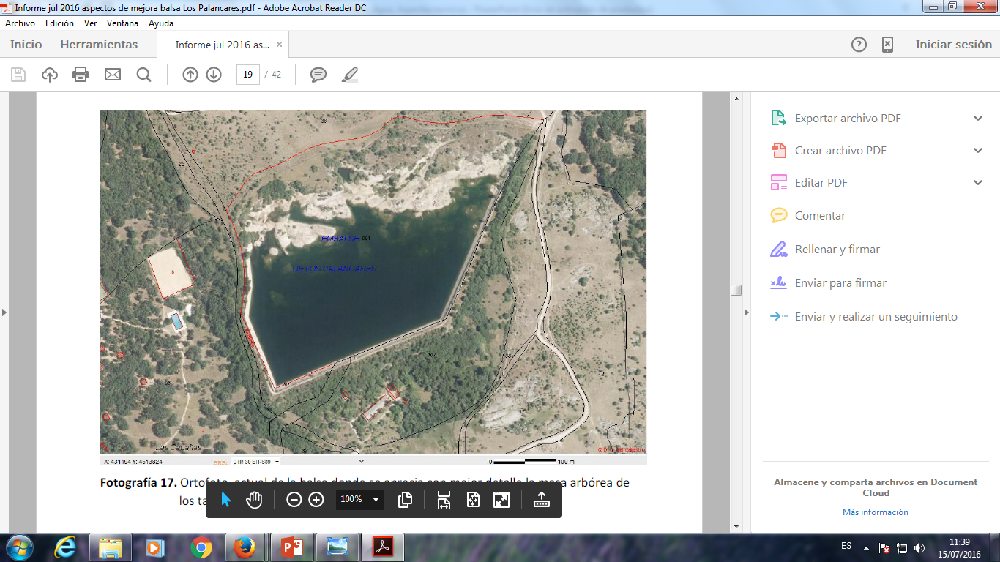 Informe jul 2016 aspectos de mejora balsa Los Palancares.pdf - Adobe Acrobat Reader DC
Archivo Edición Ver Ventana Ayuda
Inicio Herramientas Informe jul 2016 as... × Iniciar sesión
19 / 42
Exportar archivo PDF
Crear archivo PDF
Editar PDF
Comentar
Rellenar y firmar
Enviar para firmar
Enviar y realizar un seguimiento
Almacene y comparta archivos en Document
Cloud
Más información
36
23
EMBALSE 001
DE LOS PALANCARES
b
167
38
43
37
Las Cabañas
X: 431194 Y: 4513824 SRS: UTM 30 ETRS89 0 100 m.
Fotografía 17. Ortofoto actual de la balsa donde se aprecia con mejor detalle la masa arbórea de
los
100%
ES 11:39
15/07/2016